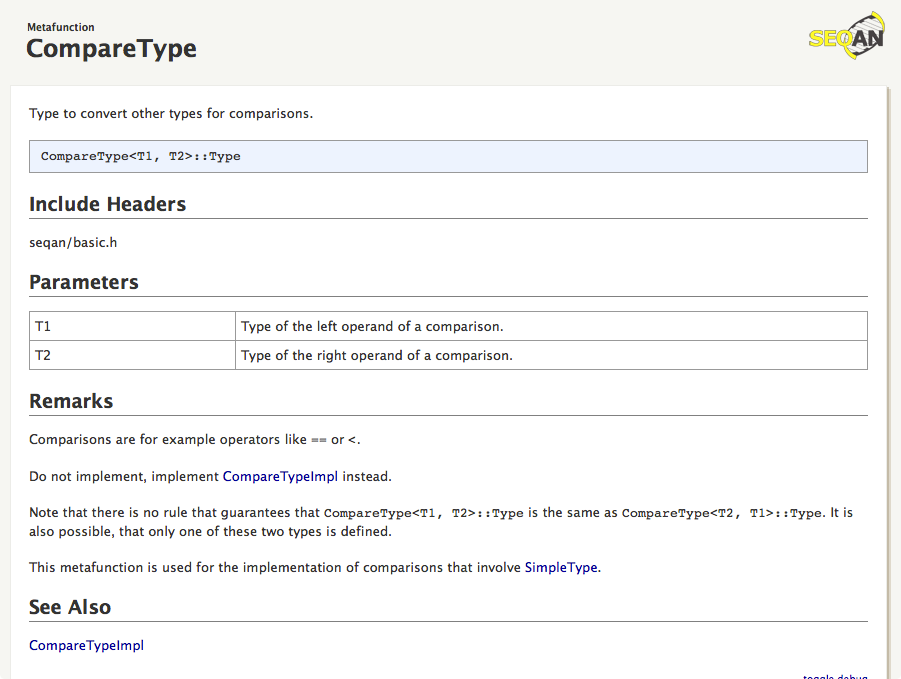 Metafunction
CompareType
SEQAN
Type to convert other types for comparisons.
CompareType<T1, T2>::Type
Include Headers
seqan/basic.h
Parameters
T1 Type of the left operand of a comparison.
T2 Type of the right operand of a comparison.
Remarks
Comparisons are for example operators like == or <.
Do not implement, implement CompareTypeImpl instead.
Note that there is no rule that guarantees that CompareType<T1, T2>::Type is the same as CompareType<T2, T1>::Type. It is
also possible, that only one of these two types is defined.
This metafunction is used for the implementation of comparisons that involve SimpleType.
See Also
CompareTypeImpl
toggle debug